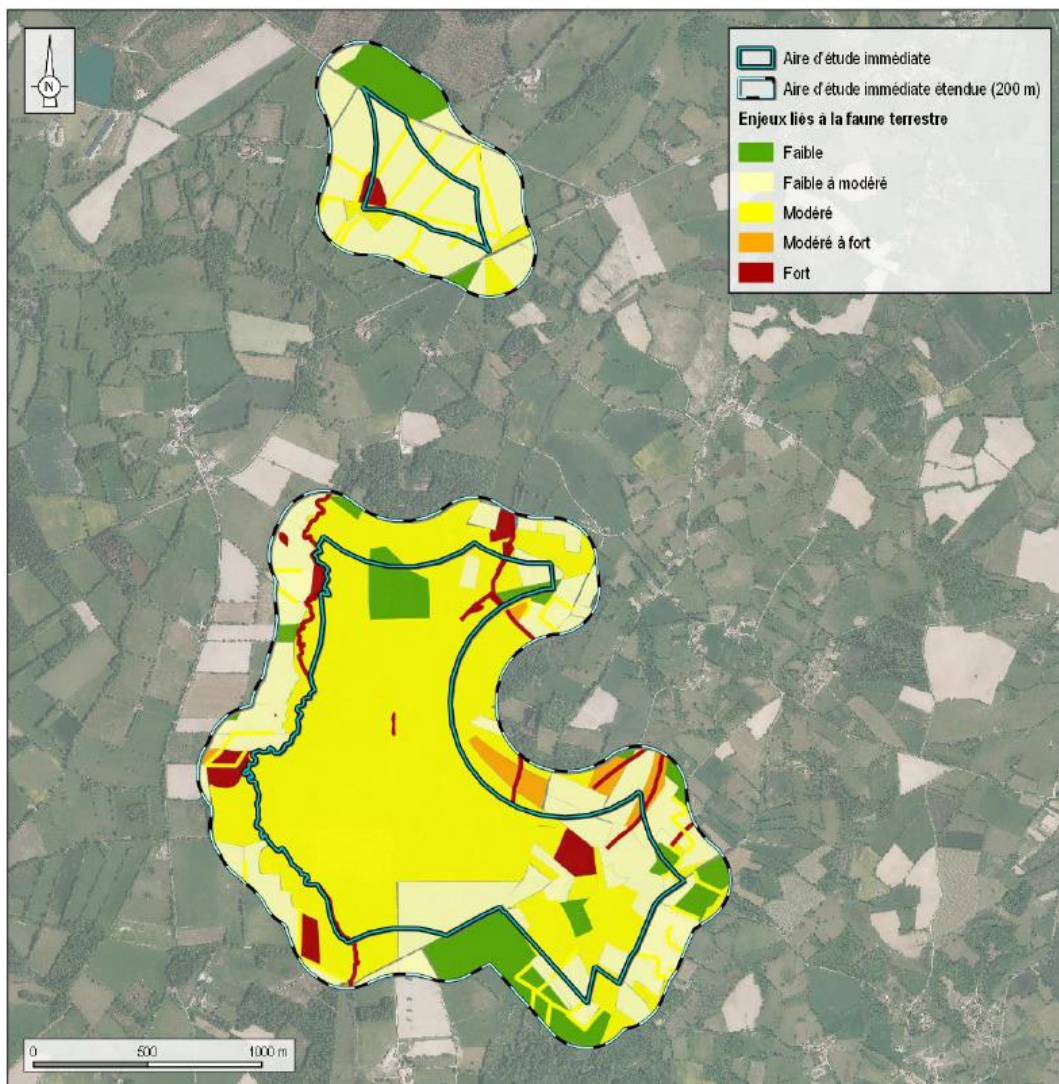 N
Aire d'étude immédiate
Aire d'étude immédiate étendue (200 m)
Enjeux liés à la faune terrestre
Faible
Faible à modéré
Modéré
Modéré à fort
Fort
0 500 1000 m